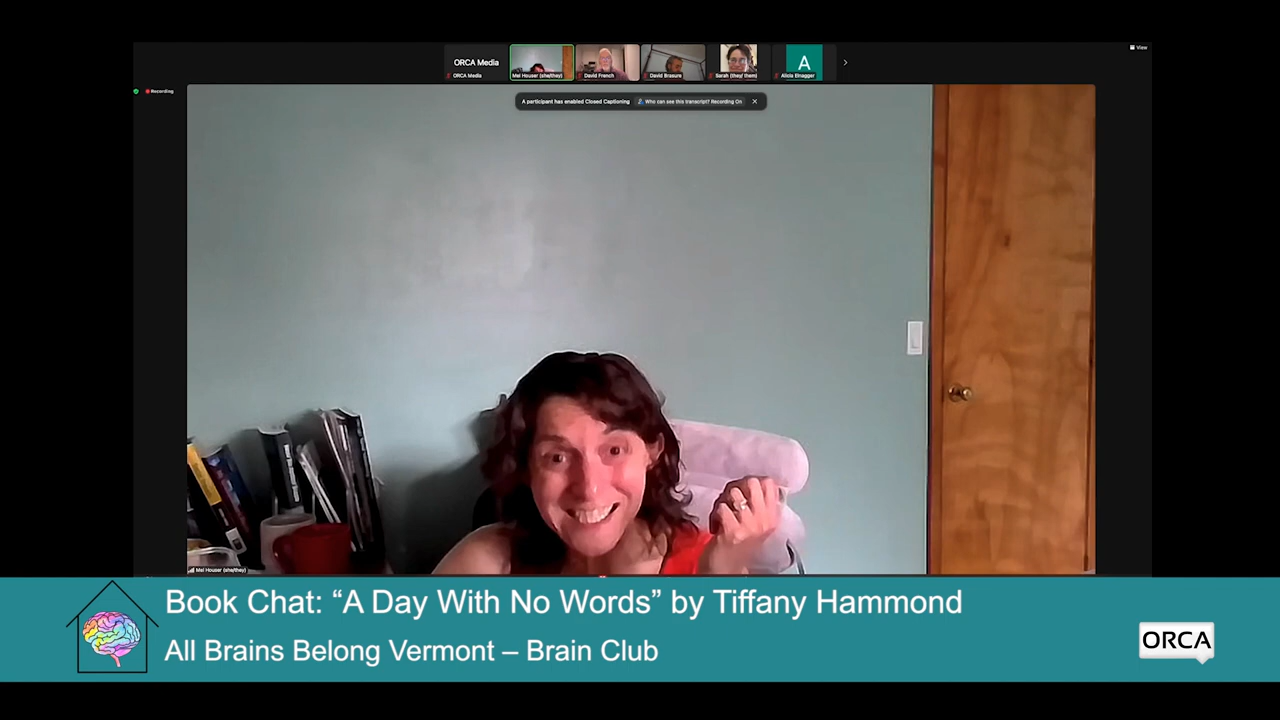 View
ORCA Media
ORCA Media
Mel Houser (she/they)
David French
David Brasure
Sarah (they/ them)
A
Alicia Elnagger
Recording
A participant has enabled Closed Captioning
Who can see this transcript? Recording On
Mel Houser (she/they)
Book Chat: “A Day With No Words” by Tiffany Hammond
All Brains Belong Vermont – Brain Club
ORCA